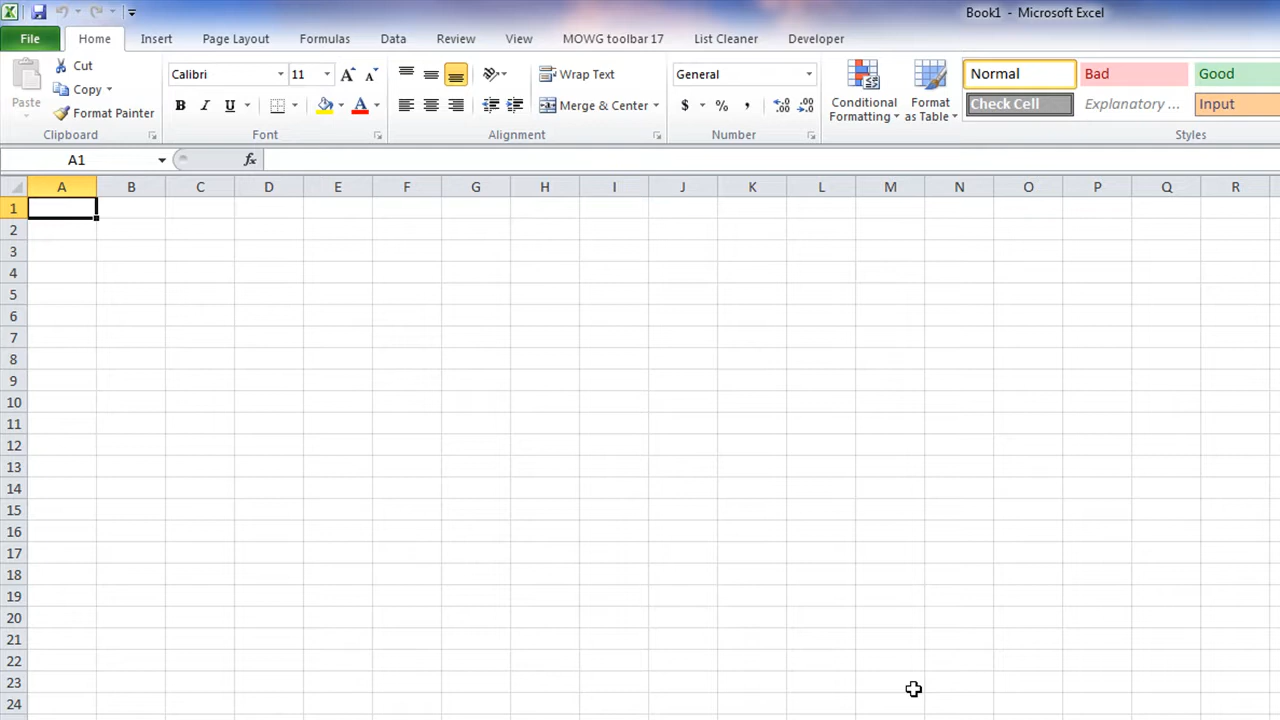 Book1 - Microsoft Excel
File Home Insert Page Layout Formulas Data Review View MOWG toolbar 17 List Cleaner Developer
Paste
Cut
Copy
Format Painter
Clipboard
Calibri 11
B I U A
Font
Wrap Text
Merge & Center
Alignment
General
$ % ,
Number
Conditional
Formatting
Format
as Table
Normal Bad Good
Check Cell Explanatory ... Input
Styles
A1 fx
A B C D E F G H I J K L M N O P Q R
1
2
3
4
5
6
7
8
9
10
11
12
13
14
15
16
17
18
19
20
21
22
23
24